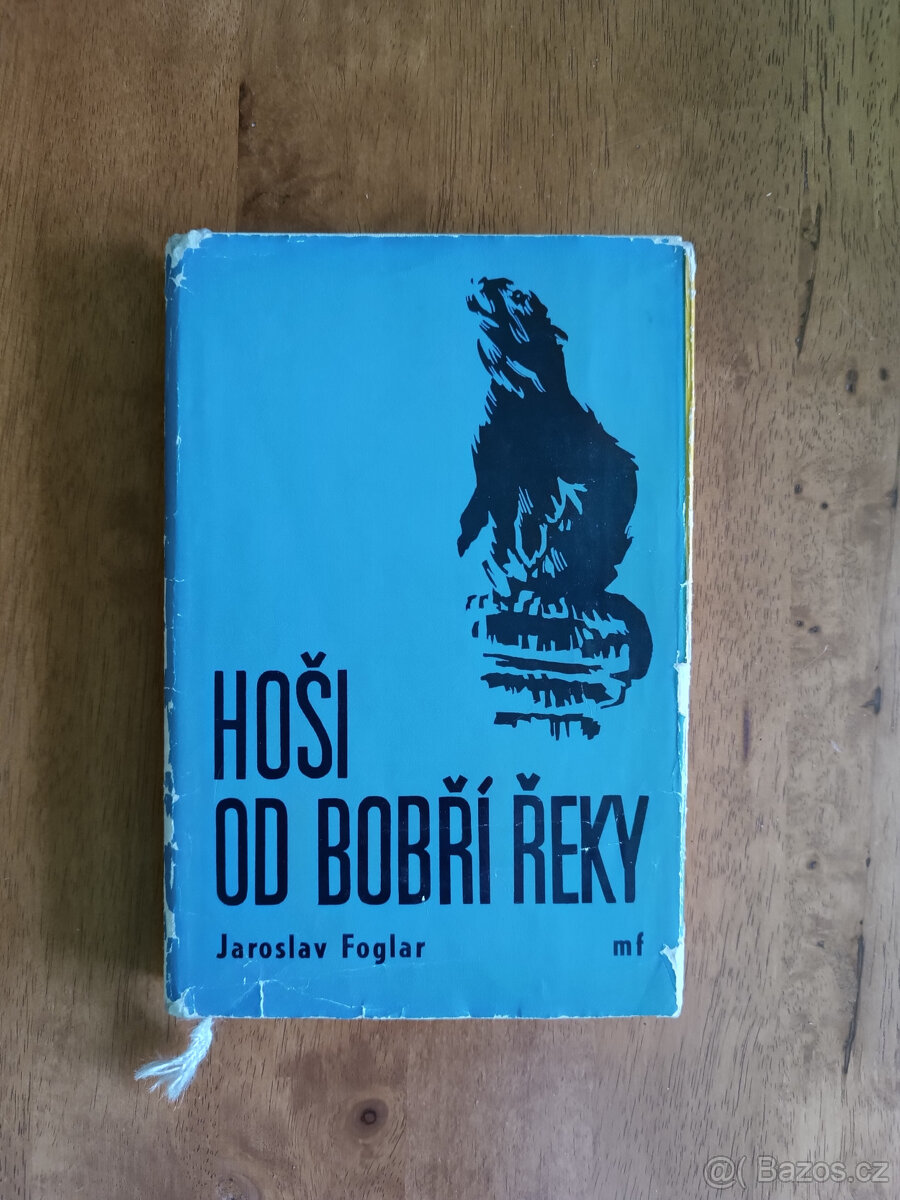 HOŠI
OD BOBŘÍ ŘEKY
Jaroslav Foglar mf
@( Bazos.cz